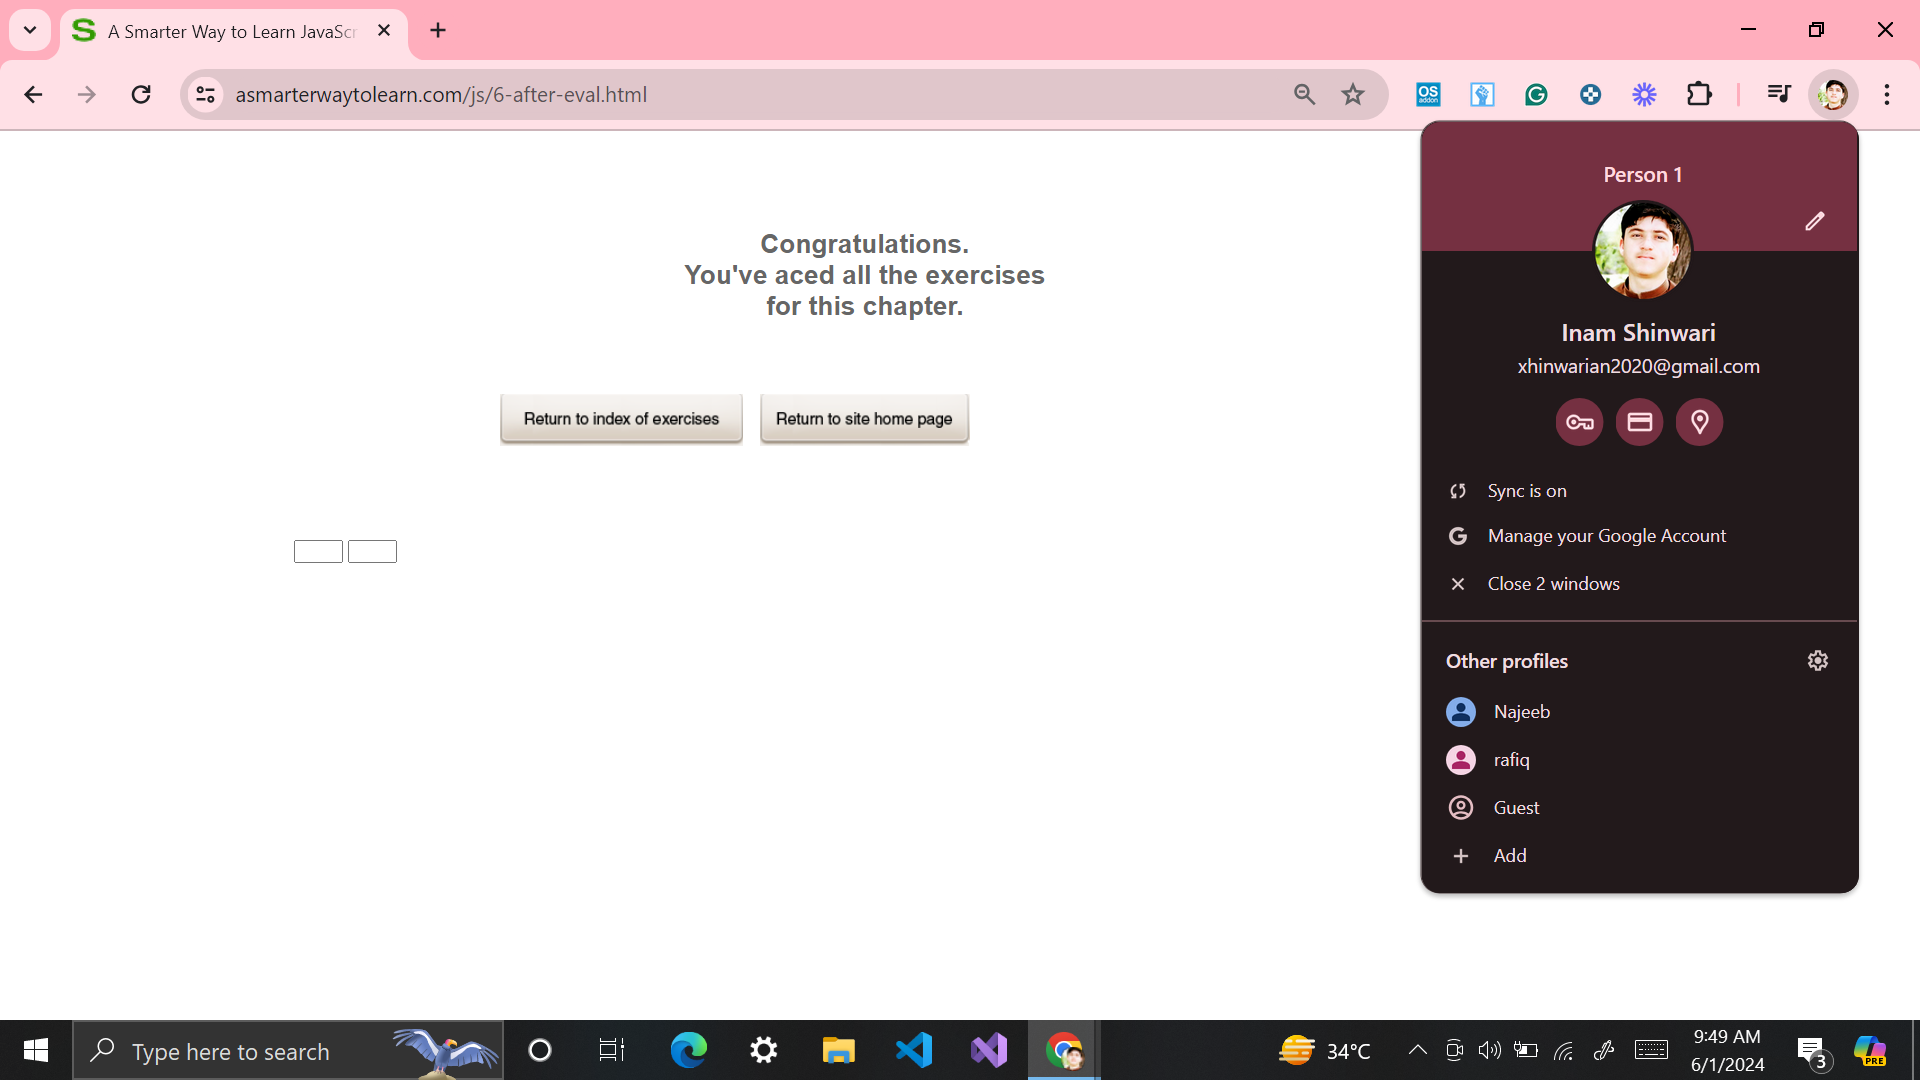 A Smarter Way to Learn JavaScr
asmarterwaytolearn.com/js/6-after-eval.html
OS
addon
Person 1
Inam Shinwari
xhinwarian2020@gmail.com
Sync is on
Manage your Google Account
Close 2 windows
Other profiles
Najeeb
rafiq
Guest
Add
Congratulations.
You've aced all the exercises
for this chapter.
Return to index of exercises
Return to site home page
Type here to search
34°C
9:49 AM
6/1/2024
3
PRE